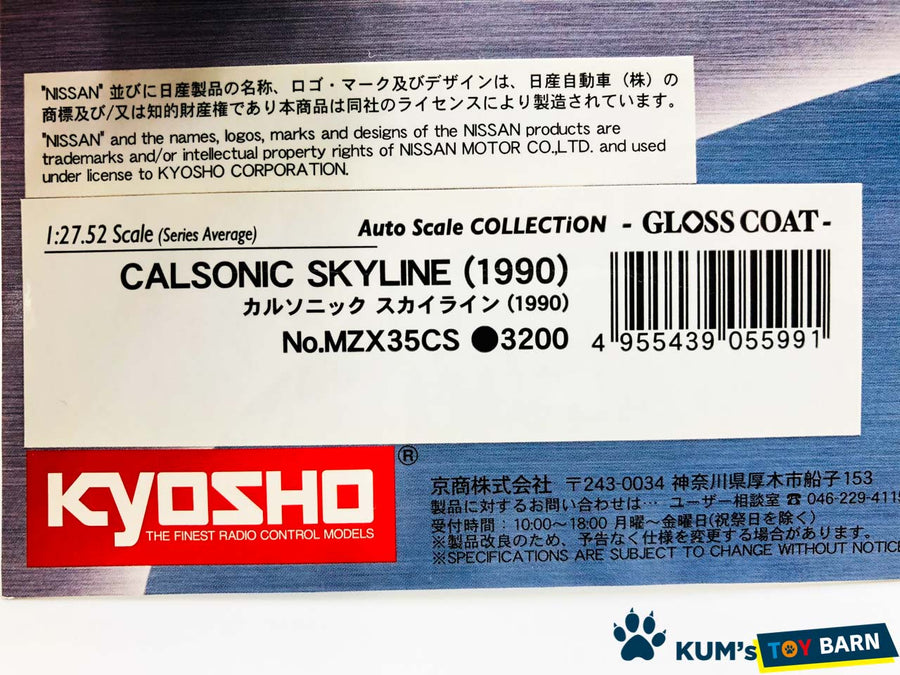 "NISSAN" 並びに日産製品の名称、ロゴ・マーク及びデザインは、日産自動車（株）の
商標及び/又は知的財産権であり本商品は同社のライセンスにより製造されています。
"NISSAN" and the names, logos, marks and designs of the NISSAN products are
trademarks and/or intellectual property rights of NISSAN MOTOR CO.,LTD. and used
under license to KYOSHO CORPORATION.
1:27.52 Scale (Series Average)
Auto Scale COLLECTiON - GLOSS COAT -
CALSONIC SKYLINE (1990)
カルソニック スカイライン (1990)
No.MZX35CS ●3200
4 955439 055991
KYOSHO ®
THE FINEST RADIO CONTROL MODELS
京商株式会社 〒243-0034 神奈川県厚木市船子153
製品に対するお問い合わせは… ユーザー相談室 ☎ 046-229-4115
受付時間：10:00〜18:00 月曜〜金曜日(祝祭日を除く)
※製品改良のため、予告なく仕様を変更する場合があります。
※SPECIFICATIONS ARE SUBJECT TO CHANGE WITHOUT NOTICE
KUM's TOY BARN